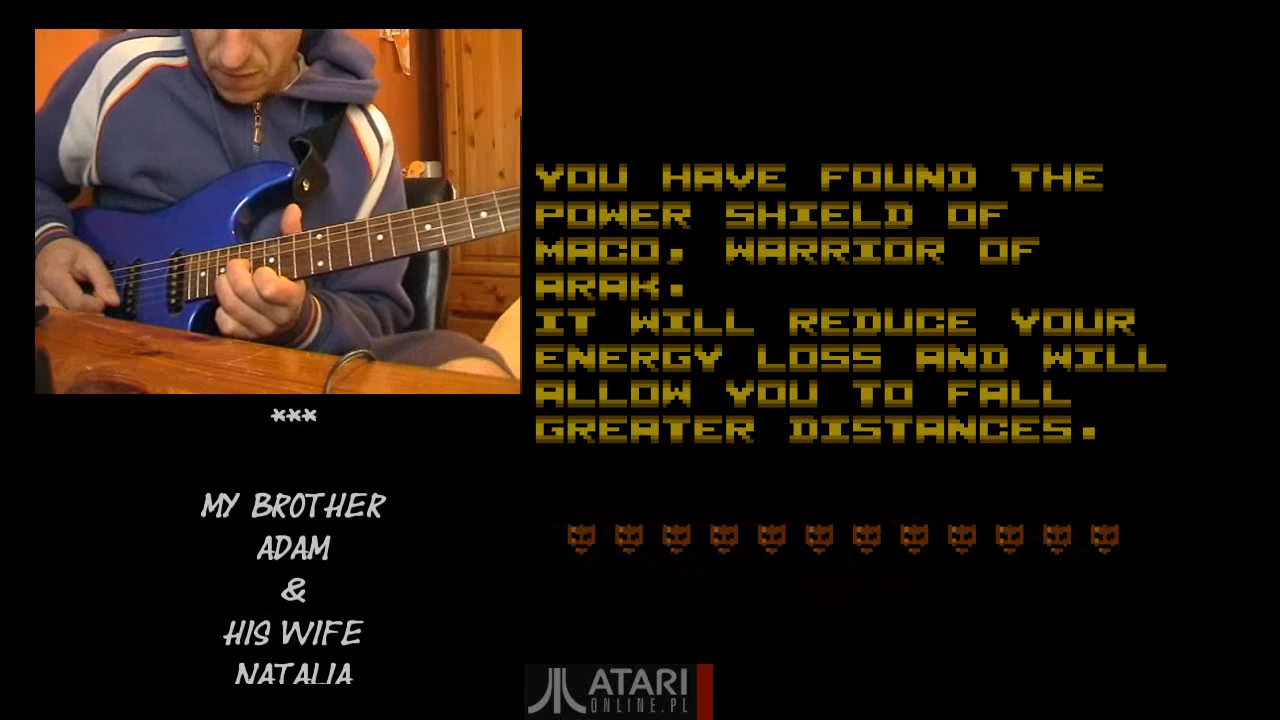 YOU HAVE FOUND THE
POWER SHIELD OF
MACO, WARRIOR OF
ARAK.
IT WILL REDUCE YOUR
ENERGY LOSS AND WILL
ALLOW YOU TO FALL
GREATER DISTANCES.
***
MY BROTHER
ADAM
&
HIS WIFE
NATALIA
ATARI
ONLINE.PL